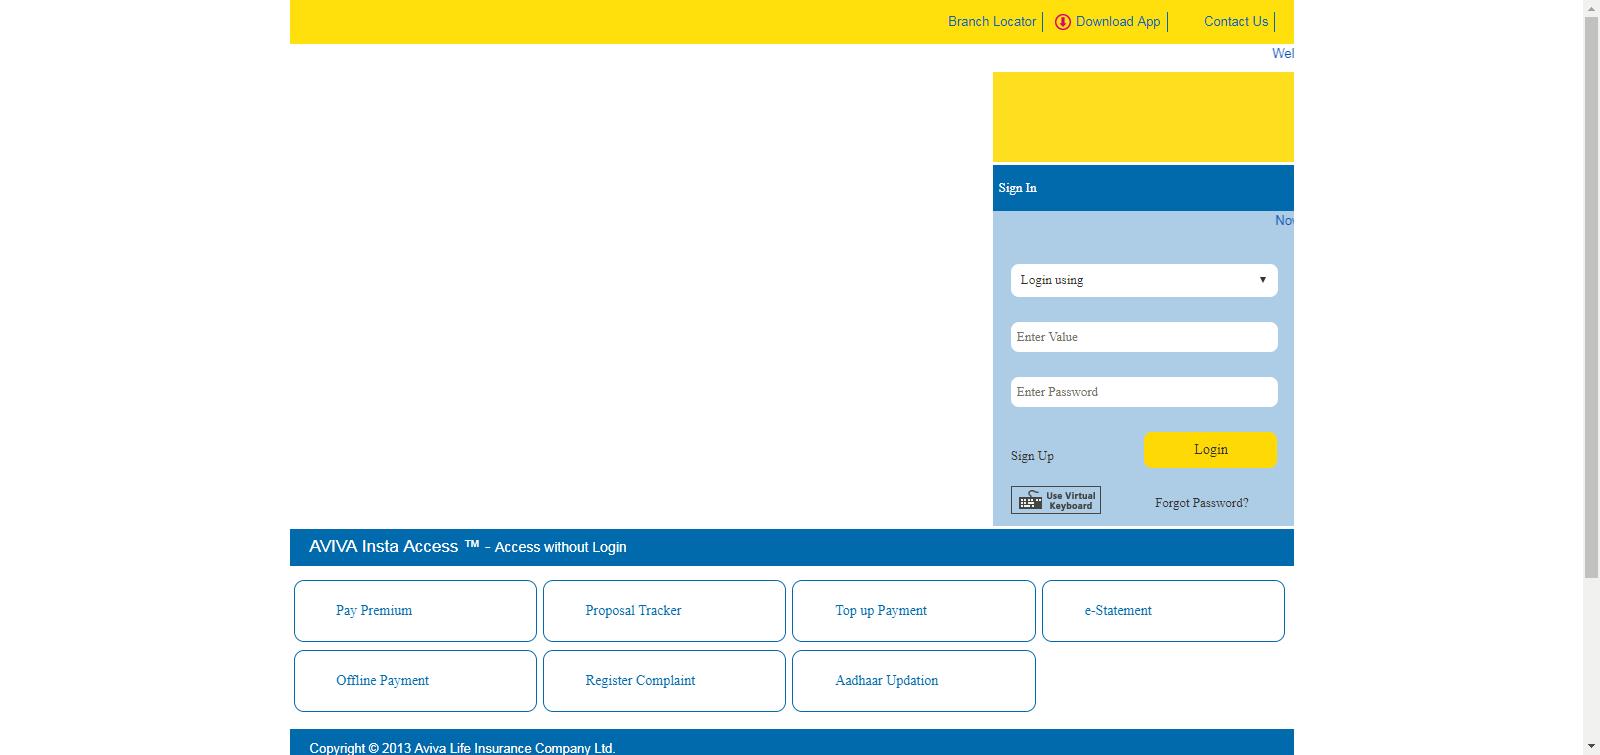 Branch Locator
Download App
Contact Us
Wel
Sign In
Login using
Enter Value
Enter Password
Sign Up
Login
Use Virtual
Keyboard
Forgot Password?
AVIVA Insta Access ™ - Access without Login
Pay Premium
Proposal Tracker
Top up Payment
e-Statement
Offline Payment
Register Complaint
Aadhaar Updation
Copyright © 2013 Aviva Life Insurance Company Ltd.